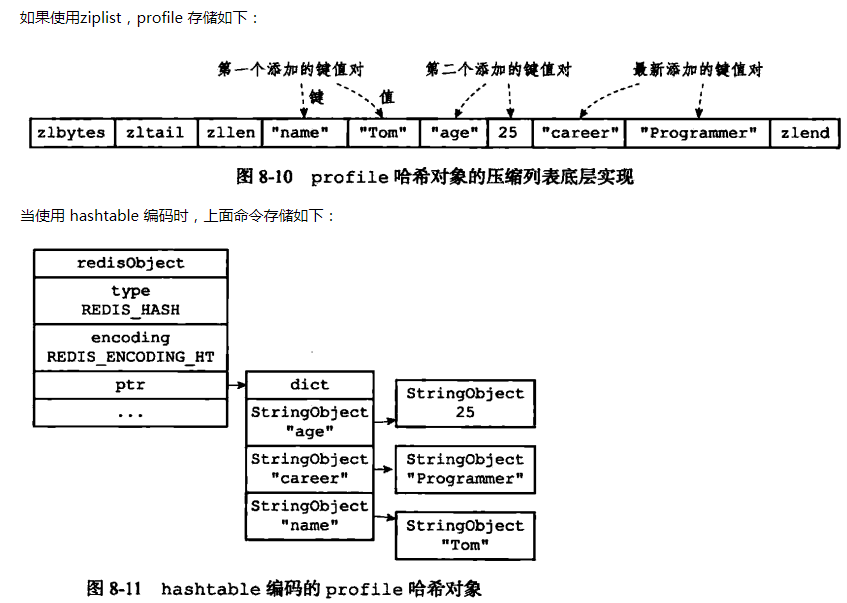 如果使用ziplist，profile 存储如下：
第一个添加的键值对 第二个添加的键值对 最新添加的键值对
键 值
zlbytes zltail zllen "name" "Tom" "age" 25 "career" "Programmer" zlend
图 8-10 profile 哈希对象的压缩列表底层实现
当使用 hashtable 编码时，上面命令存储如下：
redisObject
type
REDIS_HASH
encoding
REDIS_ENCODING_HT
ptr
...
dict
StringObject
"age"
StringObject
"career"
StringObject
"name"
StringObject
25
StringObject
"Programmer"
StringObject
"Tom"
图 8-11 hashtable 编码的 profile 哈希对象